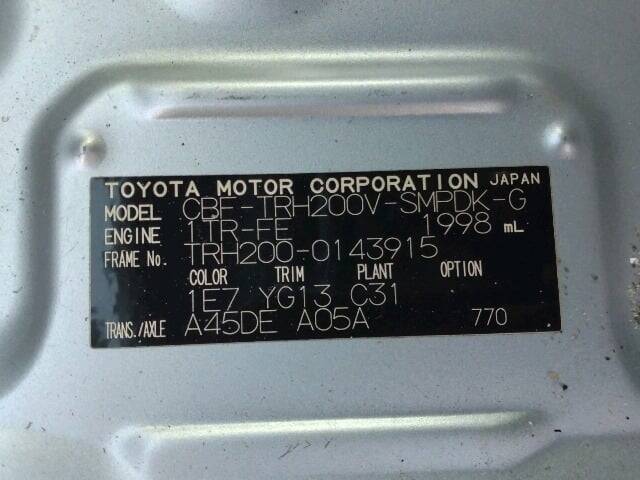 TOYOTA MOTOR CORPORATION JAPAN
MODEL CBF-TRH200V-SMPDK-G
ENGINE 1TR-FE 1998 mL
FRAME No. TRH200-0143915
COLOR TRIM PLANT OPTION
1E7 YG13 C31
TRANS./AXLE A45DE A05A 770